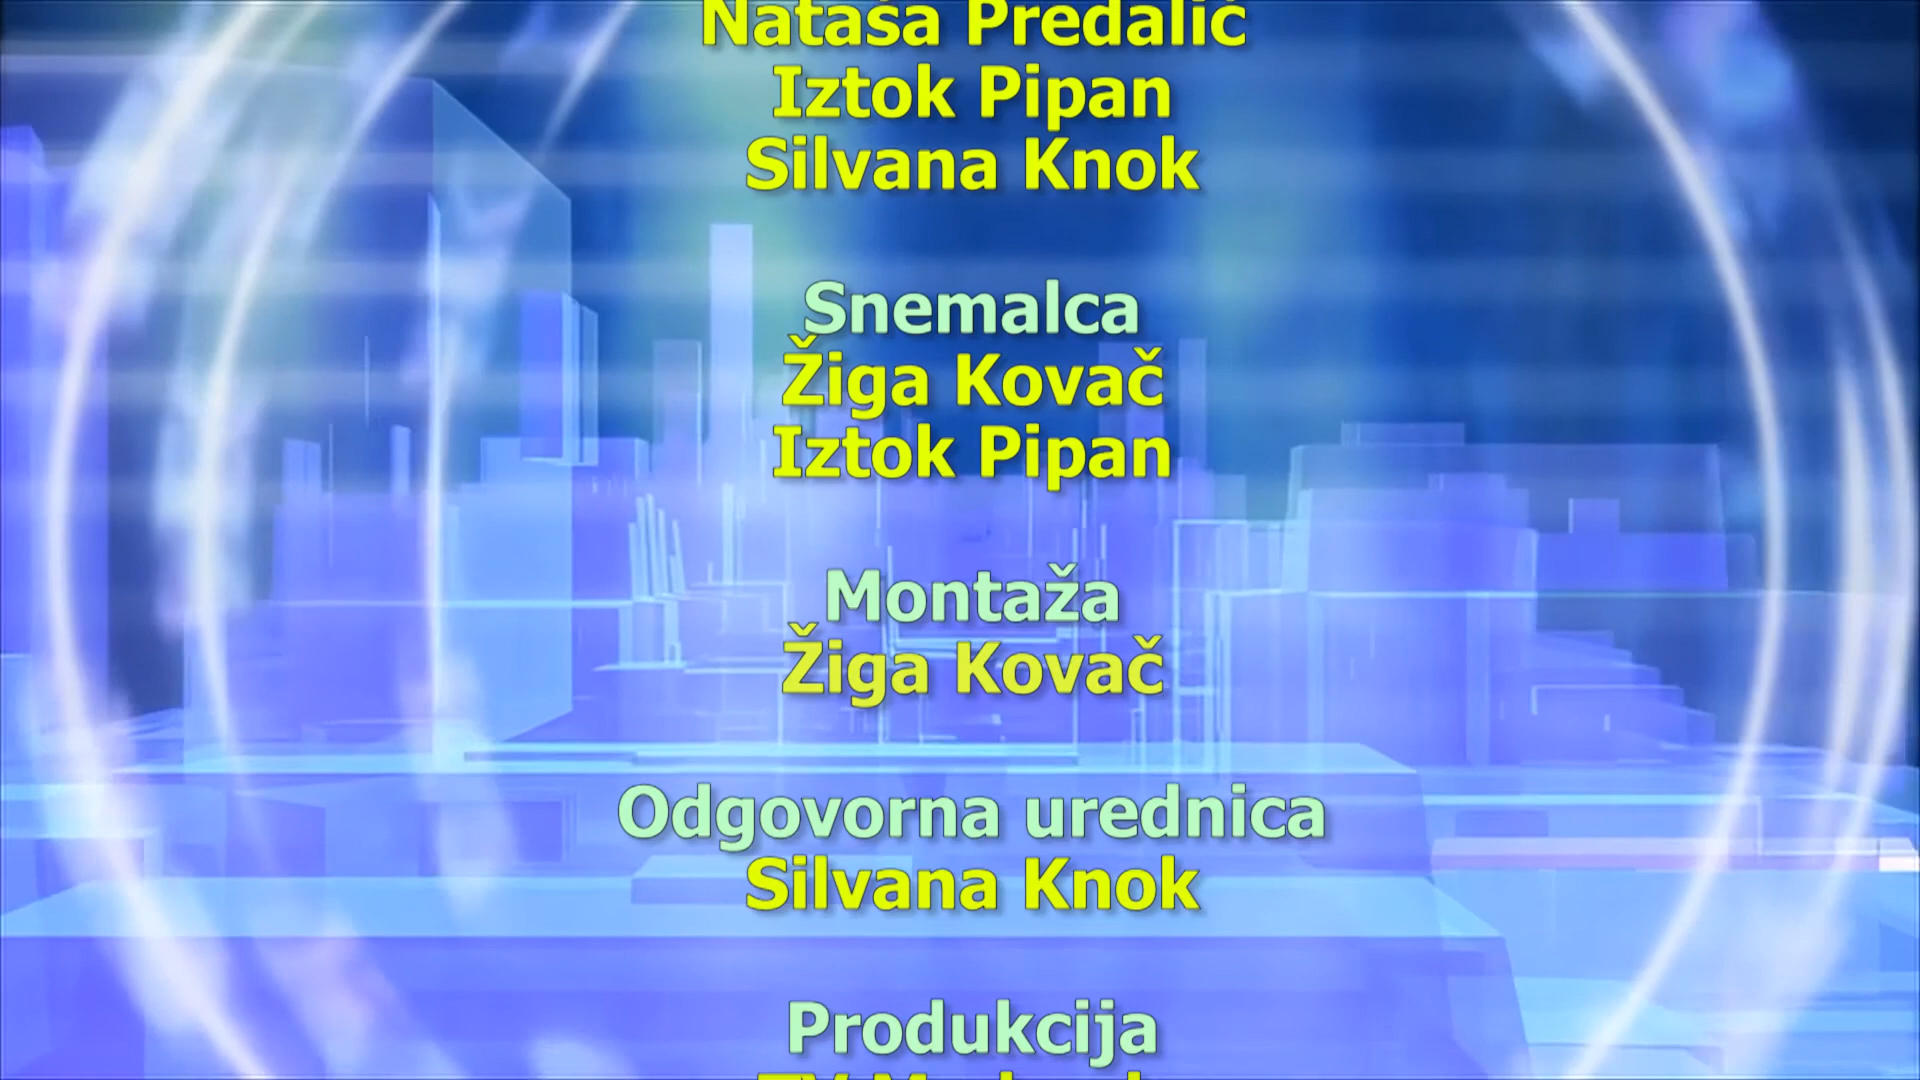 Nataša Predalič
Iztok Pipan
Silvana Knok
Snemalca
Žiga Kovač
Iztok Pipan
Montaža
Žiga Kovač
Odgovorna urednica
Silvana Knok
Produkcija
TV